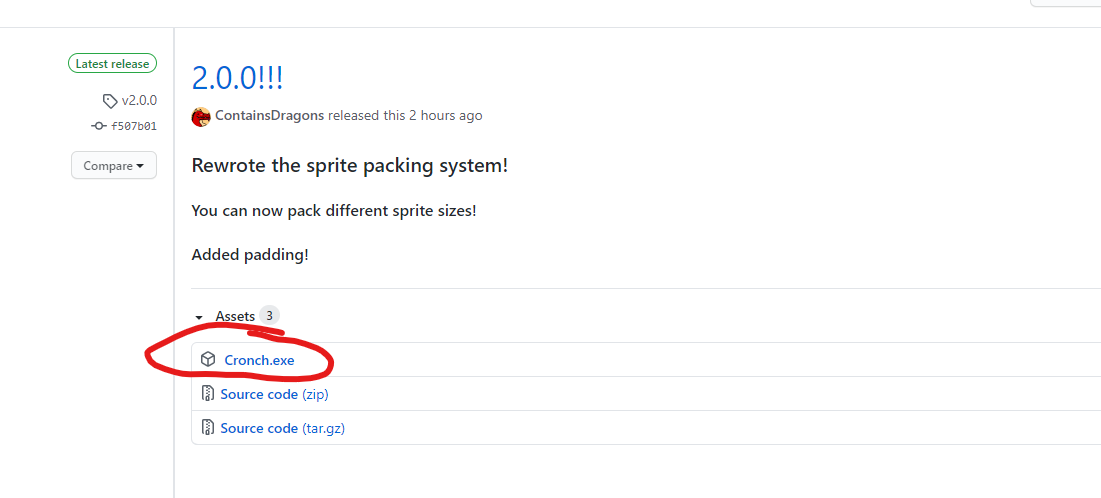 Latest release
v2.0.0
f507b01
Compare
2.0.0!!!
ContainsDragons released this 2 hours ago
Rewrote the sprite packing system!
You can now pack different sprite sizes!
Added padding!
Assets 3
Cronch.exe
Source code (zip)
Source code (tar.gz)